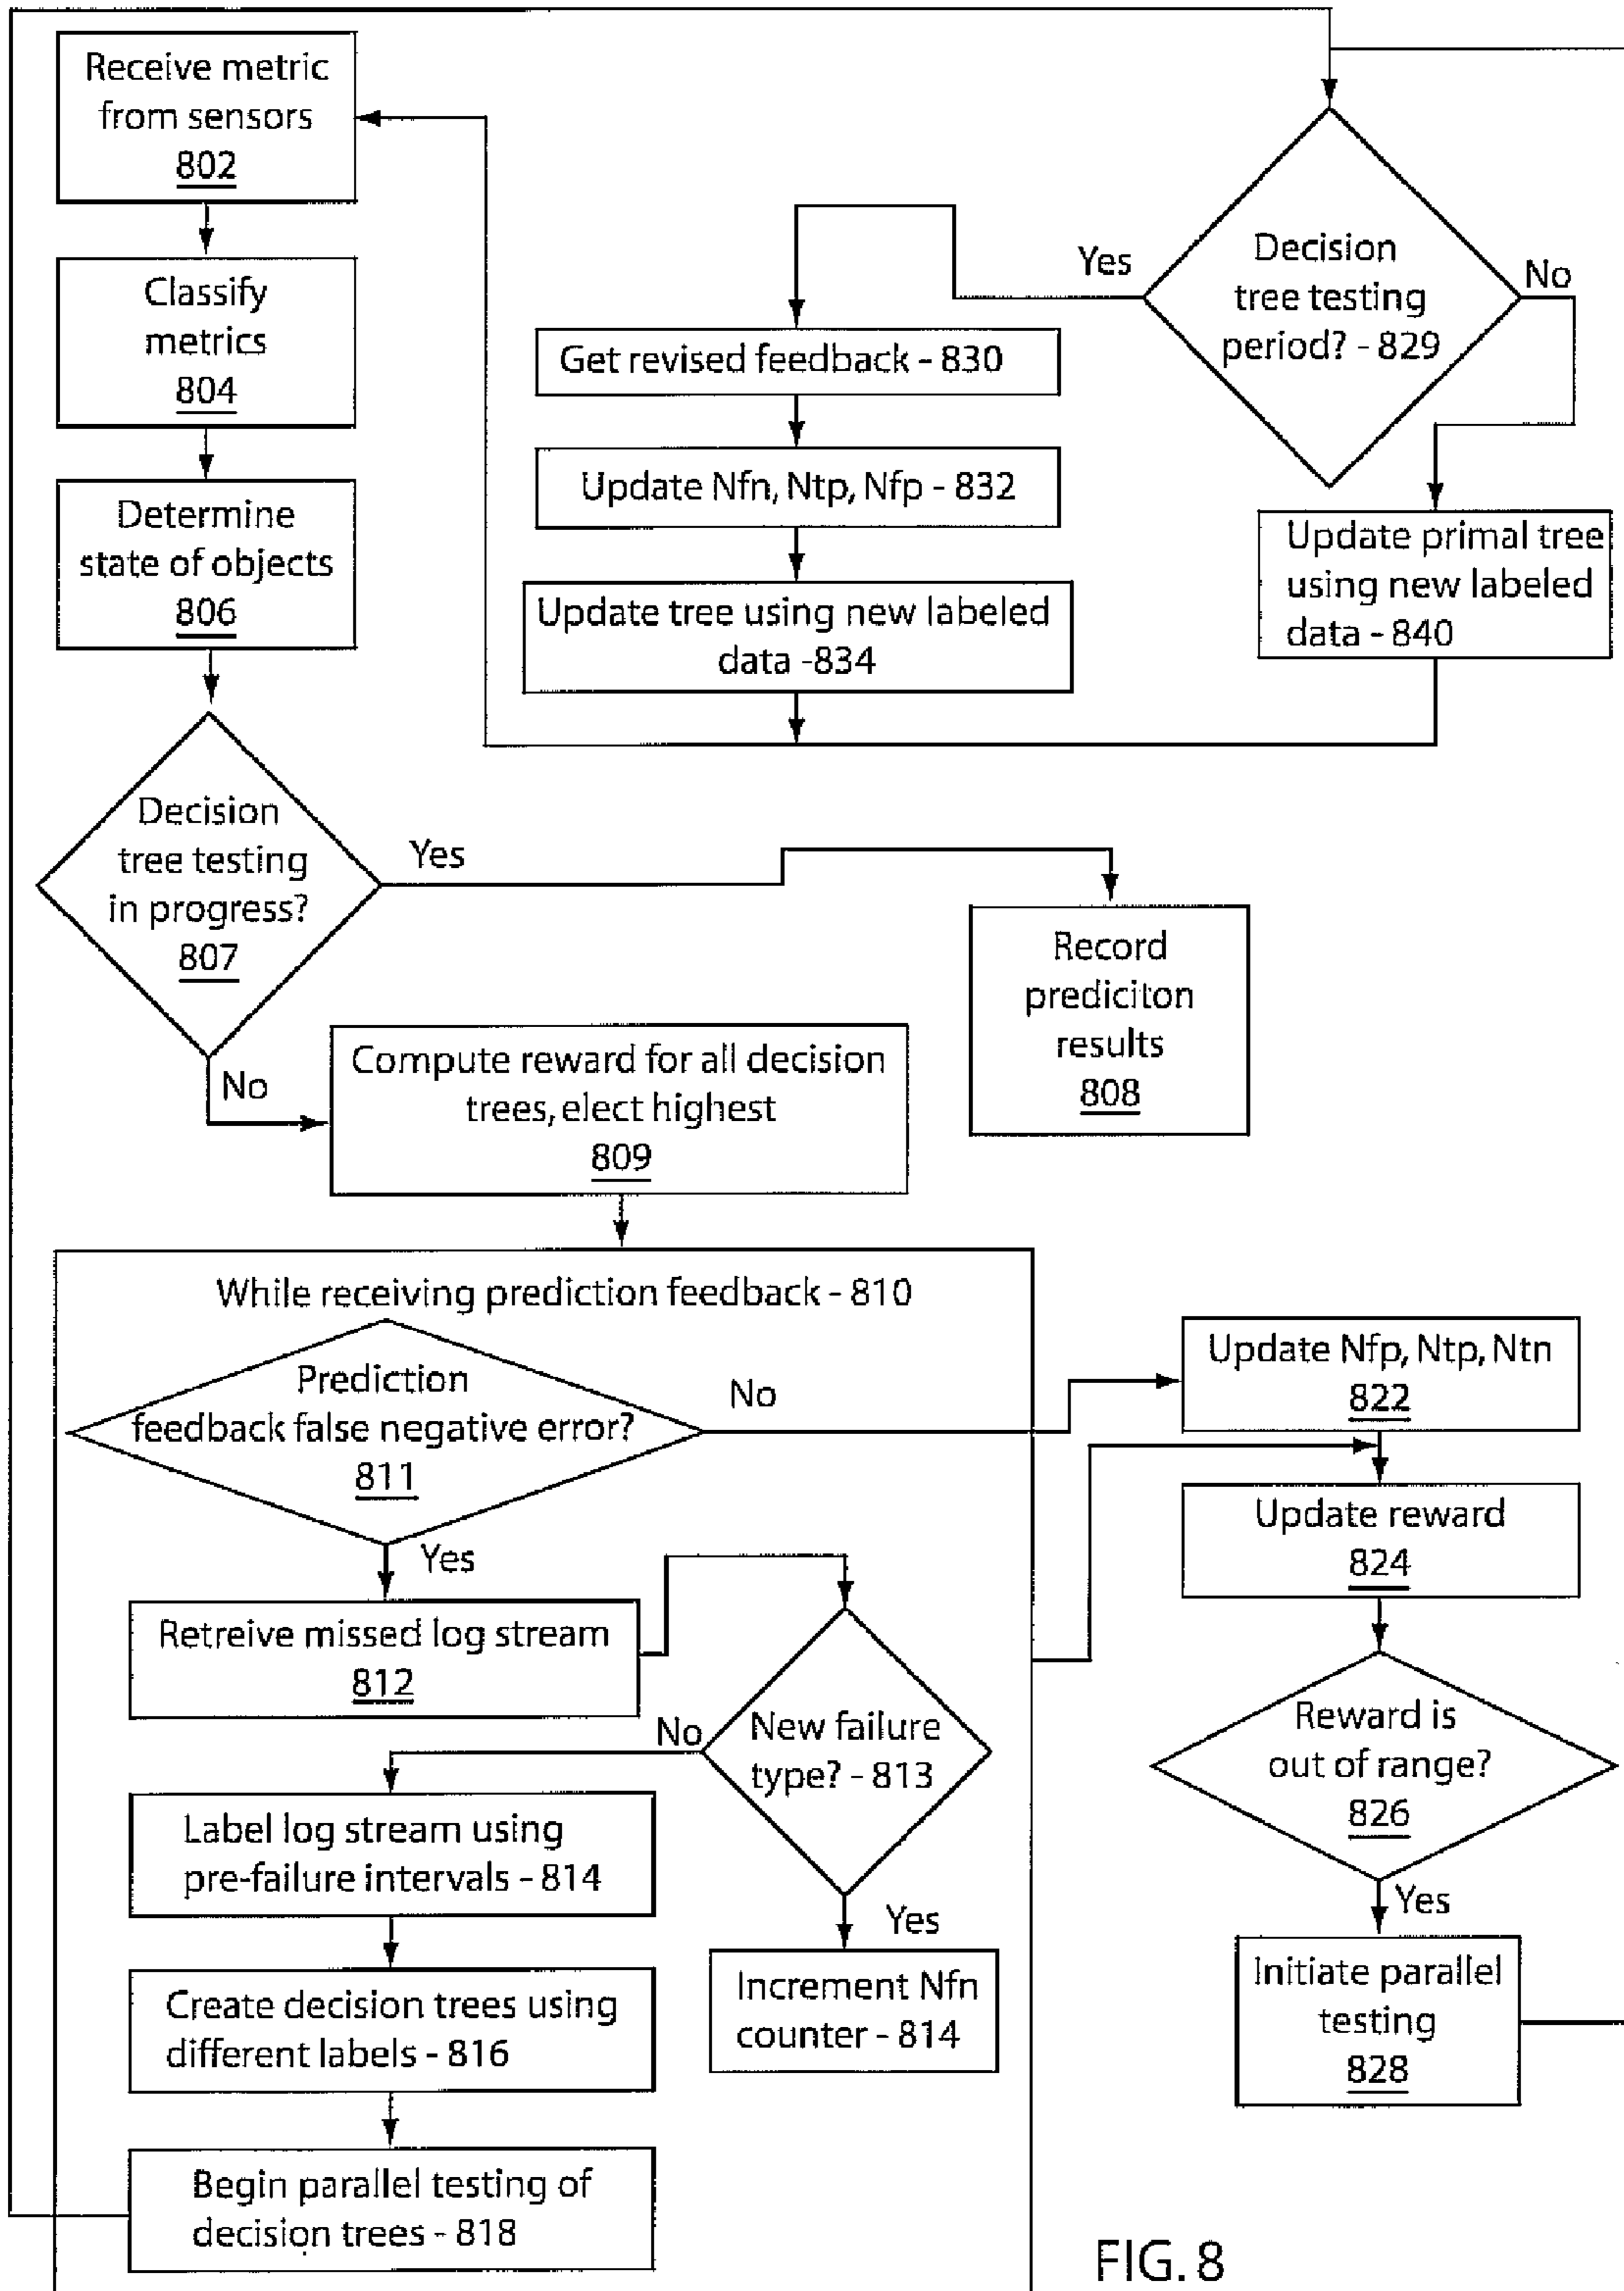 Receive metric
from sensors
802
Classify
metrics
804
Determine
state of objects
806
Decision
tree testing
in progress?
807
Yes
No
Record
prediciton
results
808
Compute reward for all decision
trees, elect highest
809
Decision
tree testing
period? - 829
Yes
No
Get revised feedback - 830
Update Nfn, Ntp, Nfp - 832
Update tree using new labeled
data -834
Update primal tree
using new labeled
data - 840
While receiving prediction feedback - 810
Prediction
feedback false negative error?
811
No
Yes
Retreive missed log stream
812
New failure
type? - 813
No
Yes
Label log stream using
pre-failure intervals - 814
Create decision trees using
different labels - 816
Begin parallel testing of
decision trees - 818
Increment Nfn
counter - 814
Update Nfp, Ntp, Ntn
822
Update reward
824
Reward is
out of range?
826
Yes
Initiate parallel
testing
828
FIG. 8